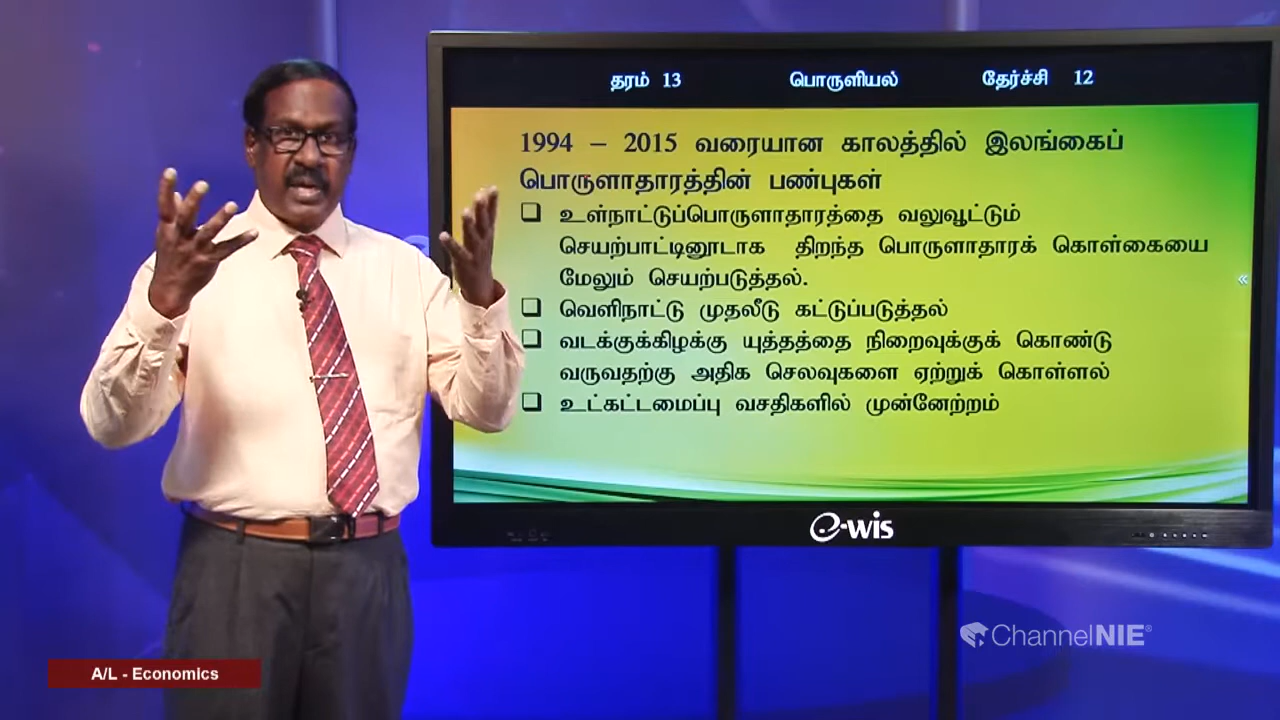 தரம் 13 பொருளியல் தேர்ச்சி 12
1994 – 2015 வரையான காலத்தில் இலங்கைப்
பொருளாதாரத்தின் பண்புகள்
உள்நாட்டுப்பொருளாதாரத்தை வலுவூட்டும்
செயற்பாட்டினூடாக திறந்த பொருளாதாரக் கொள்கையை
மேலும் செயற்படுத்தல்.
வெளிநாட்டு முதலீடு கட்டுப்படுத்தல்
வடக்குக்கிழக்கு யுத்தத்தை நிறைவுக்குக் கொண்டு
வருவதற்கு அதிக செலவுகளை ஏற்றுக் கொள்ளல்
உட்கட்டமைப்பு வசதிகளில் முன்னேற்றம்
e-wis
ChannelNIE®
A/L - Economics